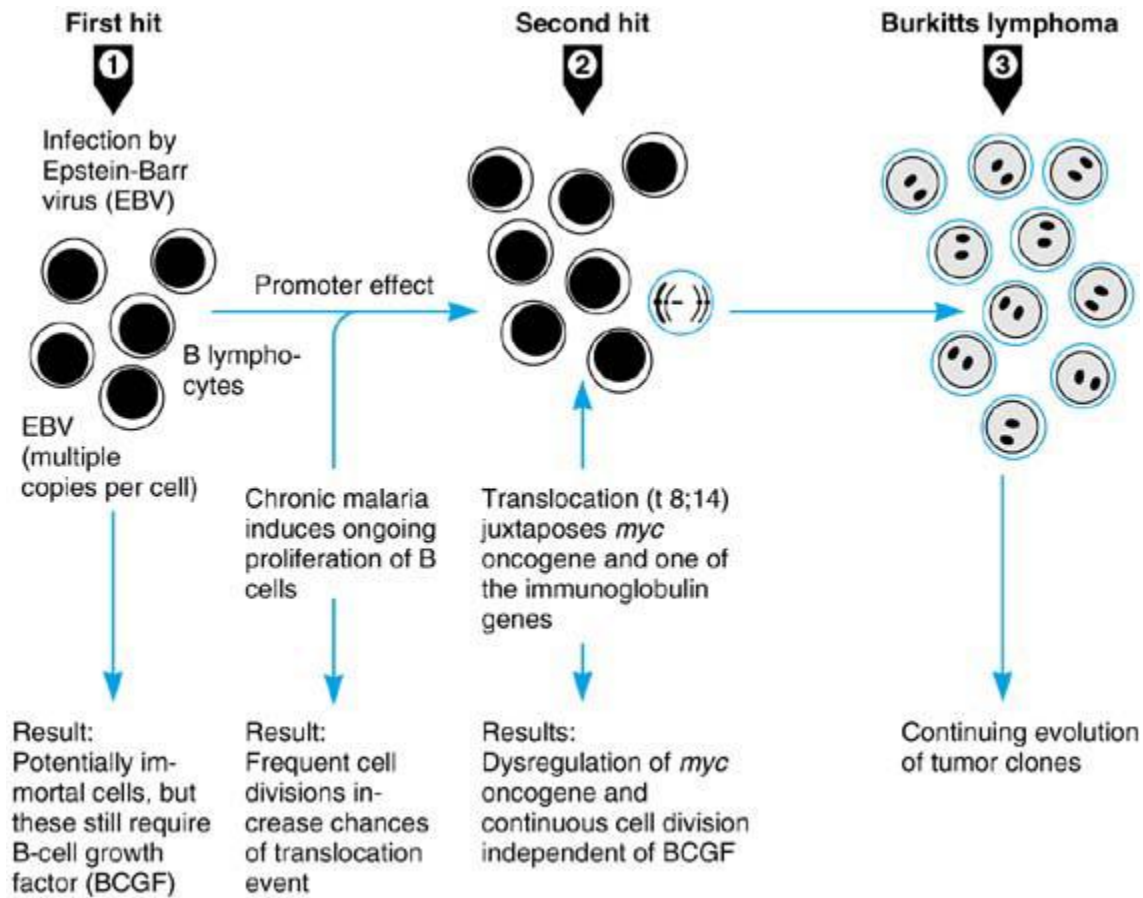 First hit
1
Infection by
Epstein-Barr
virus (EBV)
B lympho-
cytes
EBV
(multiple
copies per cell)
Result:
Potentially im-
mortal cells, but
these still require
B-cell growth
factor (BCGF)
Promoter effect
Chronic malaria
induces ongoing
proliferation of B
cells
Result:
Frequent cell
divisions in-
crease chances
of translocation
event
Second hit
2
Translocation (t 8;14)
juxtaposes myc
oncogene and one of
the immunoglobulin
genes
Results:
Dysregulation of myc
oncogene and
continuous cell division
independent of BCGF
Burkitts lymphoma
3
Continuing evolution
of tumor clones